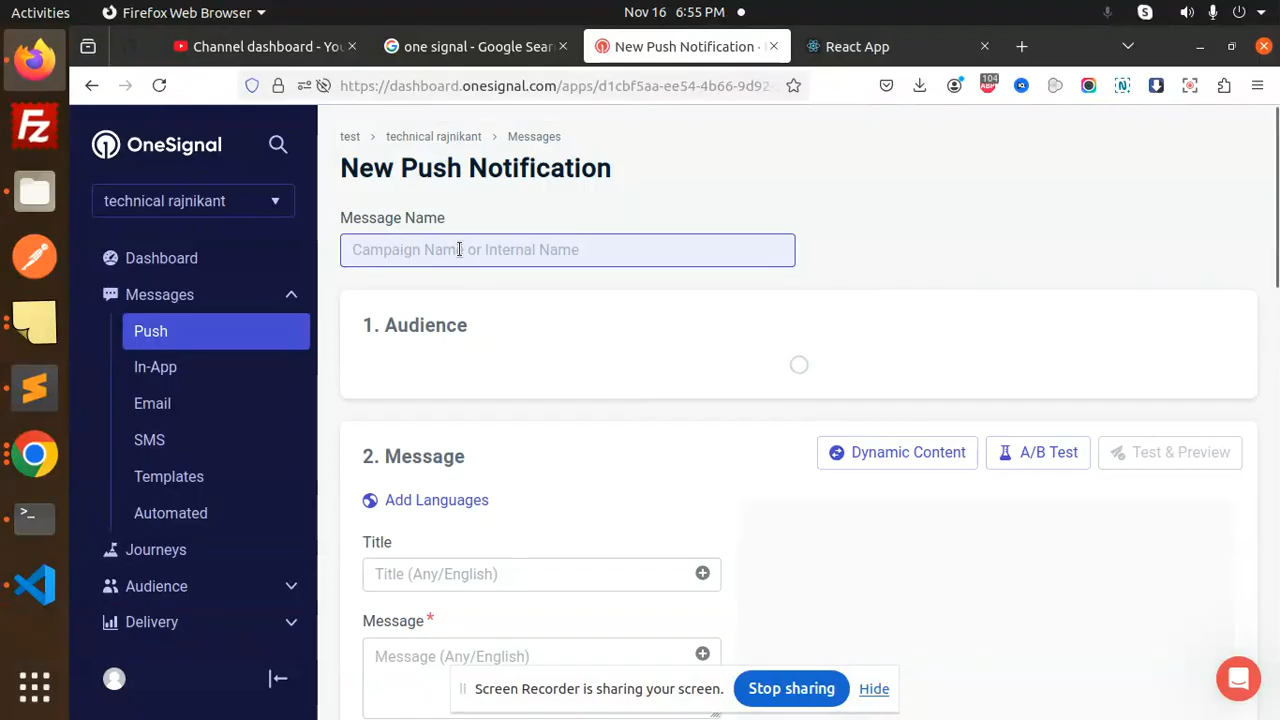 Activities
Firefox Web Browser
Nov 16 6:55 PM
Channel dashboard - You
one signal - Google Sear
New Push Notification
React App
https://dashboard.onesignal.com/apps/d1cbf5aa-ee54-4b66-9d92-
104
ABP
OneSignal
technical rajnikant
Dashboard
Messages
Push
In-App
Email
SMS
Templates
Automated
Journeys
Audience
Delivery
test > technical rajnikant > Messages
New Push Notification
Message Name
Campaign Name or Internal Name
1. Audience
2. Message
Dynamic Content
A/B Test
Test & Preview
Add Languages
Title
Title (Any/English)
Message*
Message (Any/English)
Screen Recorder is sharing your screen.
Stop sharing
Hide